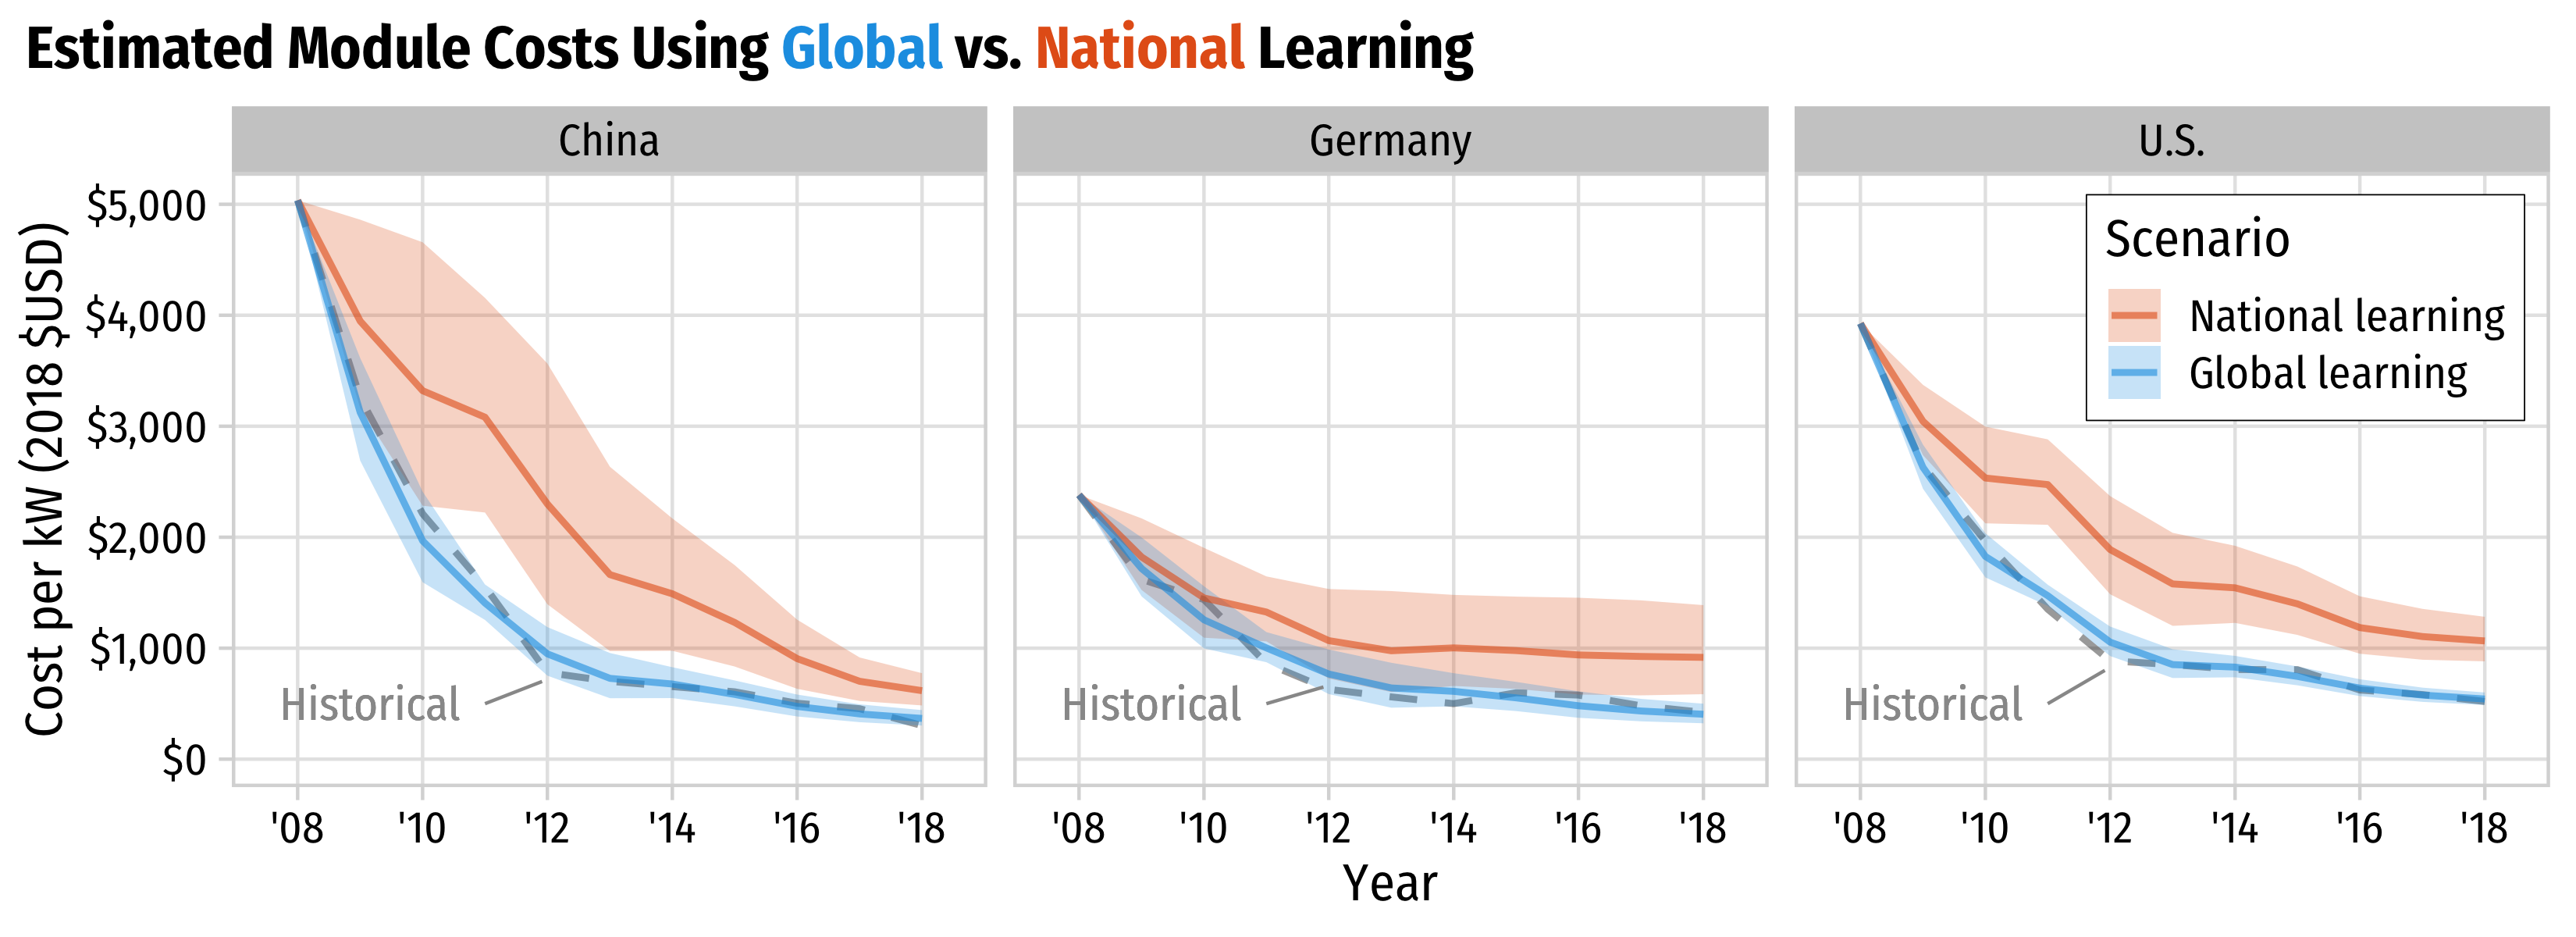 Estimated Module Costs Using Global vs. National Learning
China
Germany
U.S.
Cost per kW (2018 $USD)
$5,000
$4,000
$3,000
$2,000
$1,000
$0
Historical
Historical
Historical
Scenario
National learning
Global learning
'08 '10 '12 '14 '16 '18
'08 '10 '12 '14 '16 '18
'08 '10 '12 '14 '16 '18
Year